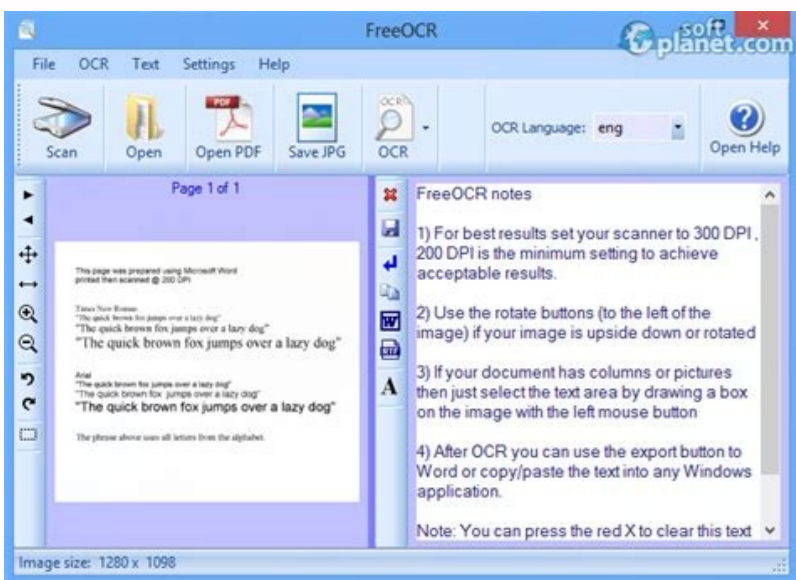 FreeOCR
soft
planet.com
File OCR Text Settings Help
Scan Open Open PDF Save JPG OCR OCR Language: eng Open Help
Page 1 of 1
This page was prepared using Microsoft Word
printed then scanned @ 200 DPI
Times New Roman
"The quick brown fox jumps over a lazy dog"
"The quick brown fox jumps over a lazy dog"
"The quick brown fox jumps over a lazy dog"
Arial
"The quick brown fox jumps over a lazy dog"
"The quick brown fox jumps over a lazy dog"
"The quick brown fox jumps over a lazy dog"
The phrase above uses all letters from the alphabet.
FreeOCR notes
1) For best results set your scanner to 300 DPI ,
200 DPI is the minimum setting to achieve
acceptable results.
2) Use the rotate buttons (to the left of the
image) if your image is upside down or rotated
3) If your document has columns or pictures
then just select the text area by drawing a box
on the image with the left mouse button
4) After OCR you can use the export button to
Word or copy/paste the text into any Windows
application.
Note: You can press the red X to clear this text
Image size: 1280 x 1098